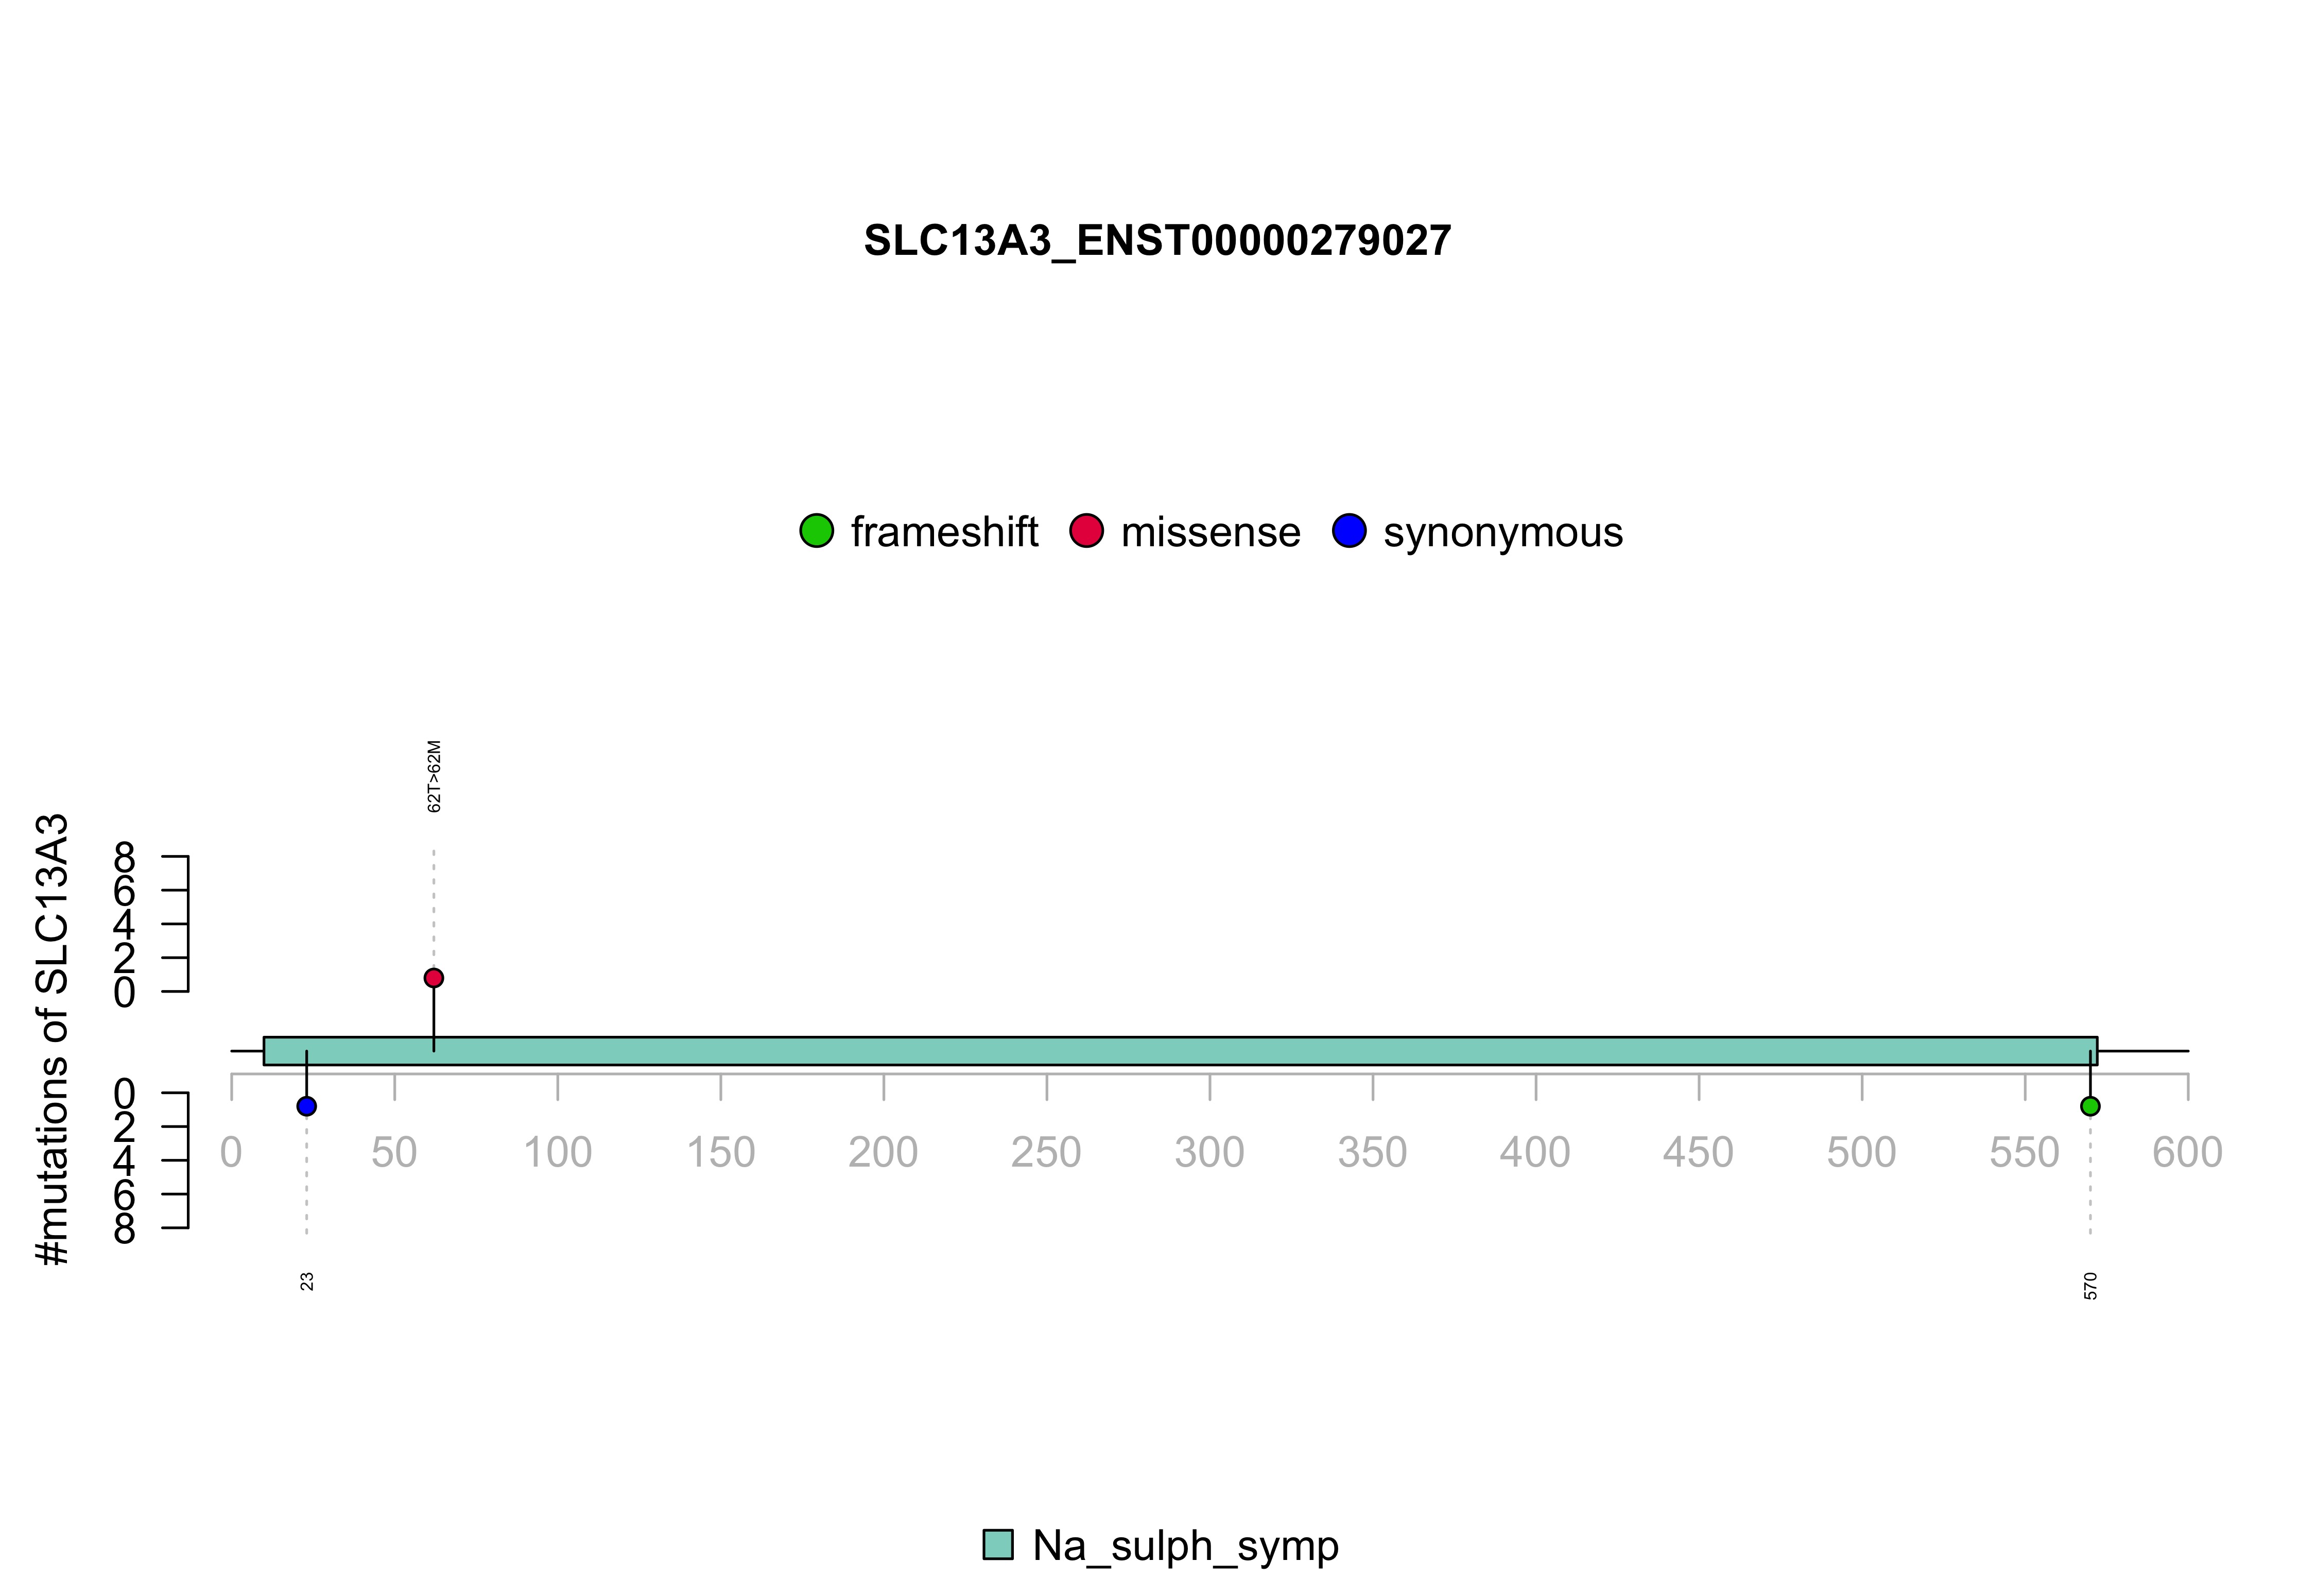 SLC13A3_ENST00000279027
frameshift missense synonymous
62T>62M
#mutations of SLC13A3
8
6
4
2
0
0
2
4
6
8
0 50 100 150 200 250 300 350 400 450 500 550 600
23
570
Na_sulph_symp